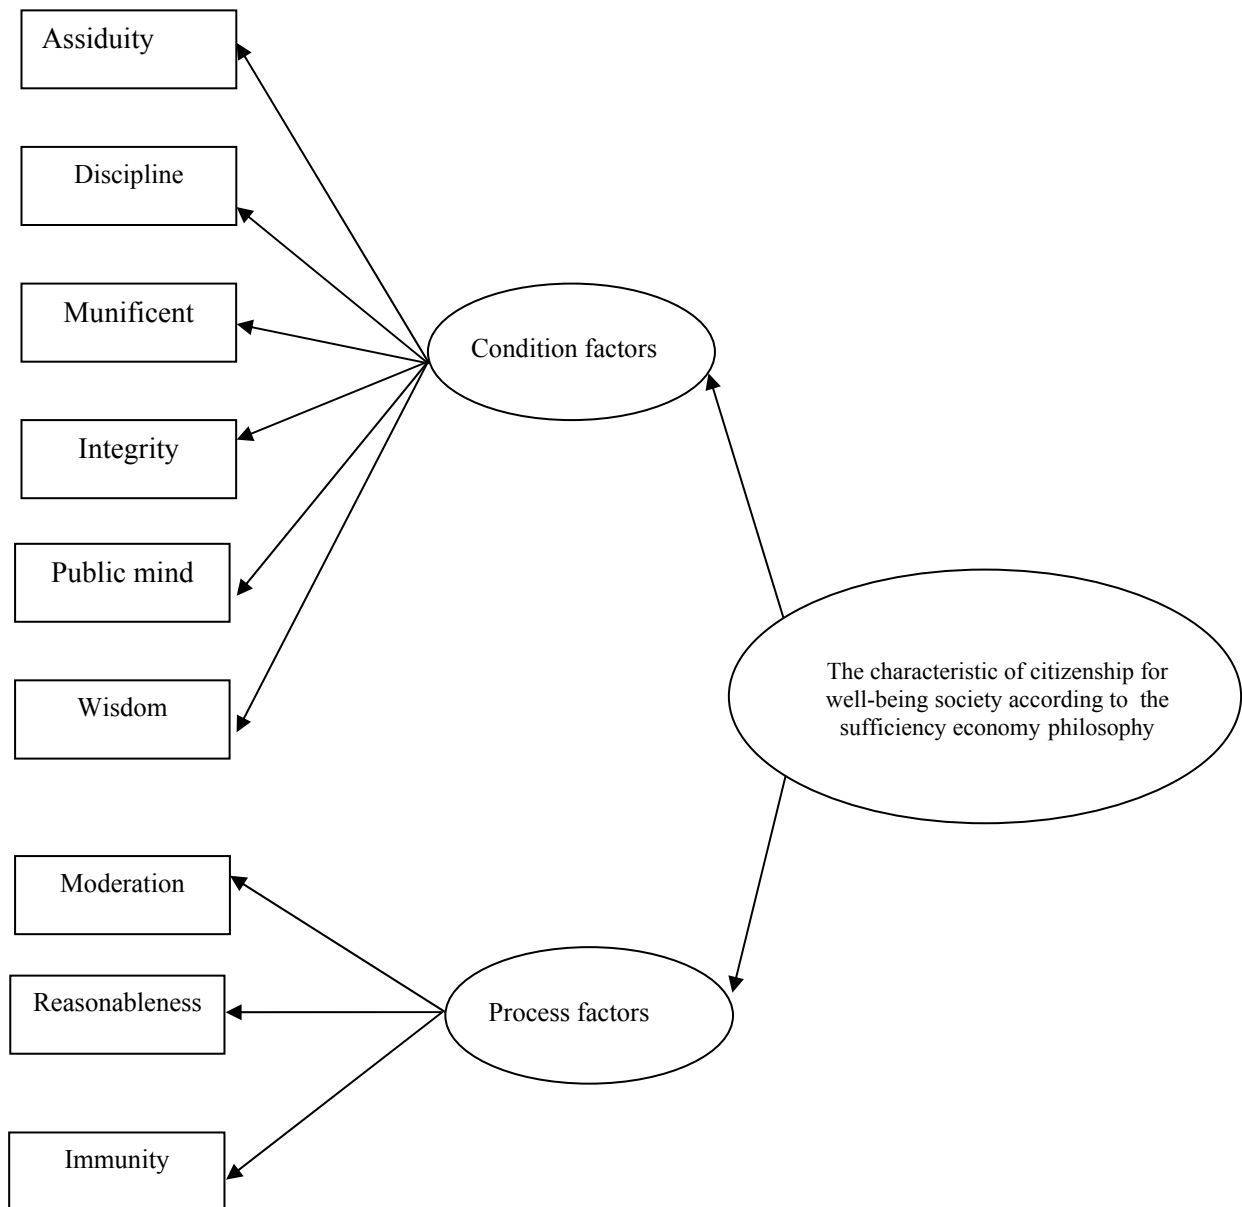 Assiduity
Discipline
Munificent
Integrity
Public mind
Wisdom
Moderation
Reasonableness
Immunity
Condition factors
Process factors
The characteristic of citizenship for
well-being society according to the
sufficiency economy philosophy